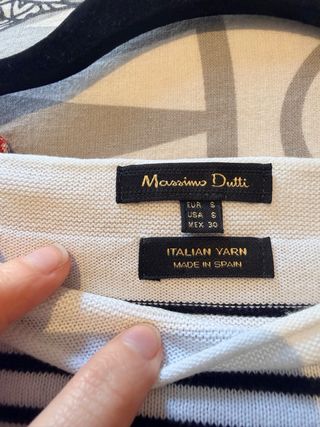 Massimo Dutti
EUR S
USA S
MEX 30
ITALIAN YARN
MADE IN SPAIN